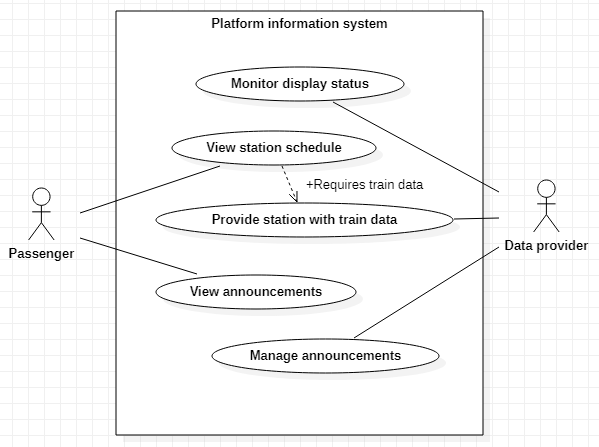 Platform information system
Monitor display status
View station schedule
+Requires train data
Provide station with train data
Passenger
Data provider
View announcements
Manage announcements